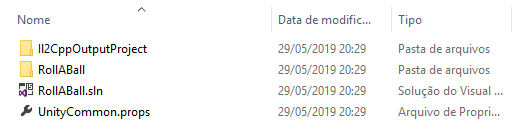 Nome Data de modific... Tipo
Il2CppOutputProject 29/05/2019 20:29 Pasta de arquivos
RollABall 29/05/2019 20:29 Pasta de arquivos
RollABall.sln 29/05/2019 20:29 Solução do Visual ...
UnityCommon.props 29/05/2019 20:29 Arquivo de Propri...